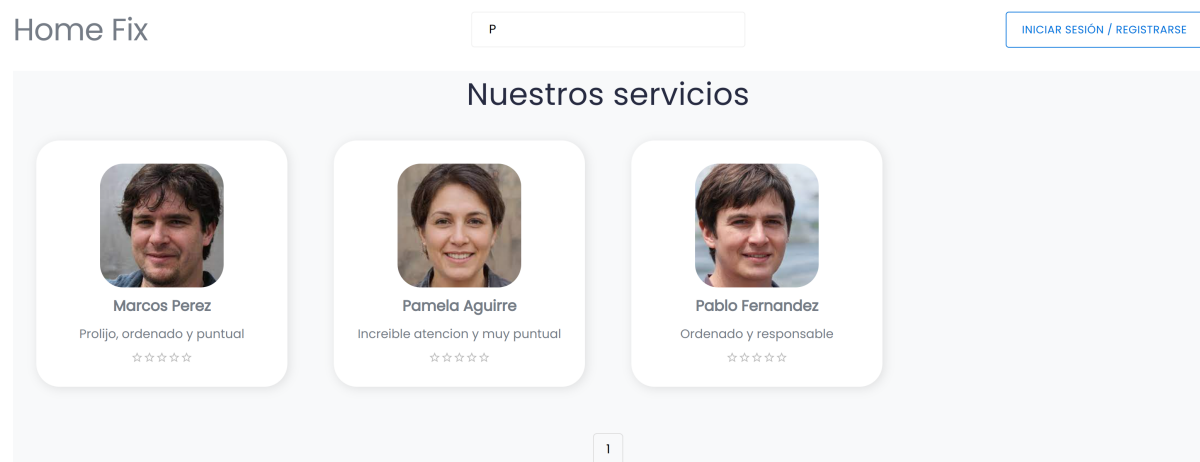 Home Fix
P
INICIAR SESIÓN / REGISTRARSE
Nuestros servicios
Marcos Perez
Prolijo, ordenado y puntual
Pamela Aguirre
Increible atencion y muy puntual
Pablo Fernandez
Ordenado y responsable
1